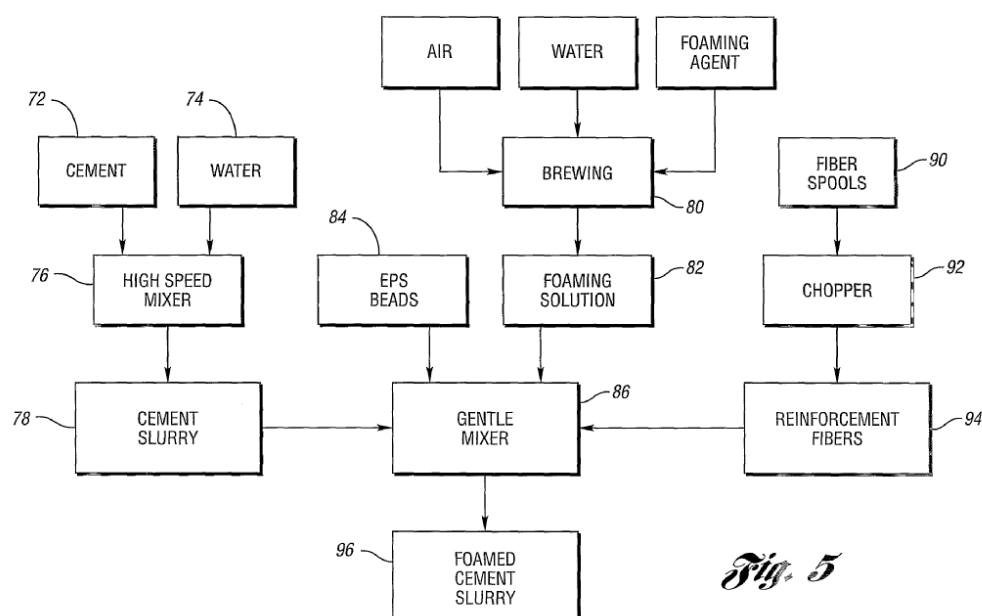 AIR
WATER
FOAMING
AGENT
72
74
CEMENT
WATER
BREWING
80
FIBER
SPOOLS
90
76
HIGH SPEED
MIXER
84
EPS
BEADS
FOAMING
SOLUTION
82
CHOPPER
92
78
CEMENT
SLURRY
GENTLE
MIXER
86
REINFORCEMENT
FIBERS
94
96
FOAMED
CEMENT
SLURRY
Fig. 5